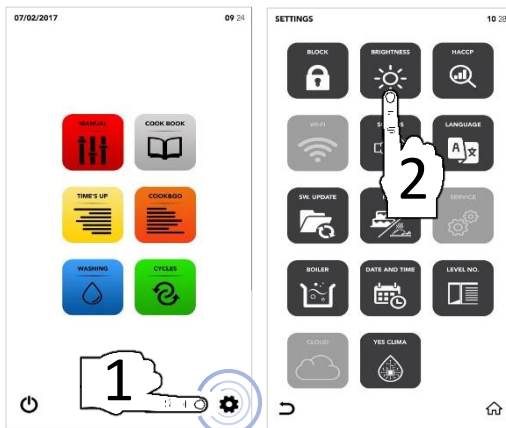 07/02/2017 09 24
MANUAL
COOK BOOK
TIME'S UP
COOK&GO
WASHING
CYCLES
1
SETTINGS 10 28
BLOCK
BRIGHTNESS
HACCP
WI-FI
LANGUAGE
2
SW. UPDATE
SERVICE
BOILER
DATE AND TIME
LEVEL NO.
CLOUD
YES CLIMA